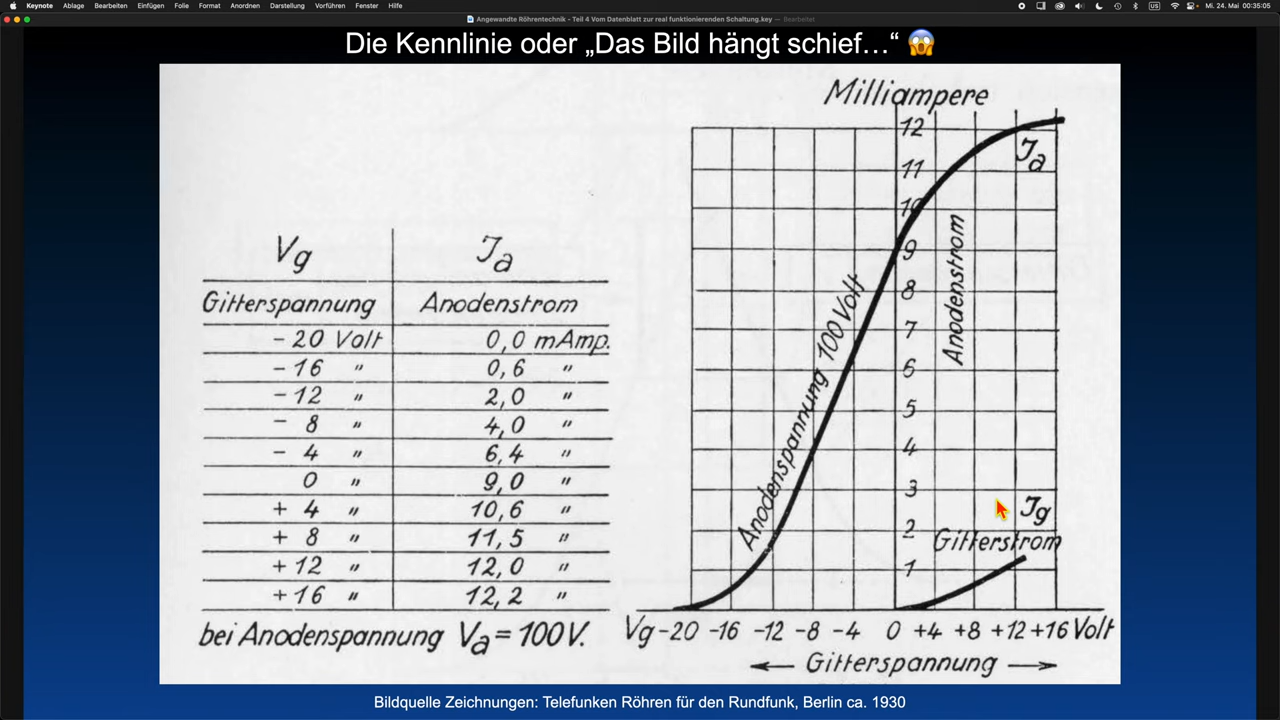 Keynote Ablage Bearbeiten Einfügen Folie Format Anordnen Darstellung Vorführen Fenster Hilfe
US
Mi. 24. Mai 00:35:05
Angewandte Röhrentechnik - Teil 4 Vom Datenblatt zur real funktionierenden Schaltung.key — Bearbeitet
Die Kennlinie oder „Das Bild hängt schief…“ 😱
Vg Ja
Gitterspannung Anodenstrom
- 20 Volt 0,0 mAmp.
- 16 " 0,6 "
- 12 " 2,0 "
- 8 " 4,0 "
- 4 " 6,4 "
0 " 9,0 "
+ 4 " 10,6 "
+ 8 " 11,5 "
+ 12 " 12,0 "
+ 16 " 12,2 "
bei Anodenspannung Va = 100 V.
Milliampere
12
11
10
9
8
7
6
5
4
3
2
1
Ja
Anodenstrom
Anodenspannung 100 Volt
Jg
Gitterstrom
Vg -20 -16 -12 -8 -4 0 +4 +8 +12 +16 Volt
← Gitterspannung →
Bildquelle Zeichnungen: Telefunken Röhren für den Rundfunk, Berlin ca. 1930